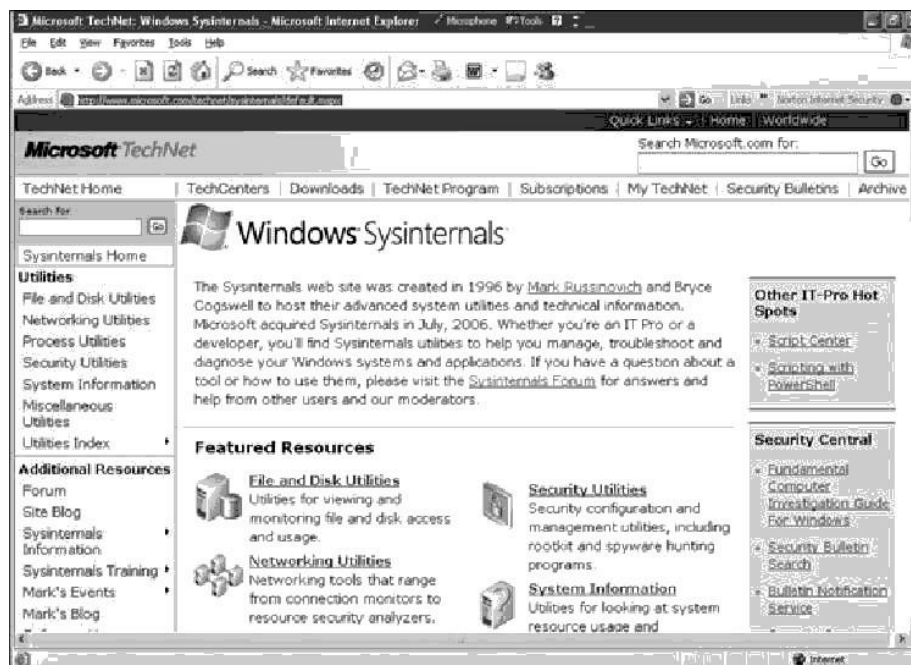 Microsoft TechNet: Windows Sysinternals - Microsoft Internet Explorer
Microphone Tools
File Edit View Favorites Tools Help
Back Search Favorites
Address http://www.microsoft.com/technet/sysinternals/default.mspx Go Links Norton Internet Security
Quick Links Home Worldwide
Microsoft TechNet
Search Microsoft.com for:
Go
TechNet Home | TechCenters | Downloads | TechNet Program | Subscriptions | My TechNet | Security Bulletins | Archive
Search for
Go
Sysinternals Home
Utilities
File and Disk Utilities
Networking Utilities
Process Utilities
Security Utilities
System Information
Miscellaneous
Utilities
Utilities Index
Additional Resources
Forum
Site Blog
Sysinternals
Information
Sysinternals Training
Mark's Events
Mark's Blog
Windows Sysinternals
The Sysinternals web site was created in 1996 by Mark Russinovich and Bryce
Cogswell to host their advanced system utilities and technical information.
Microsoft acquired Sysinternals in July, 2006. Whether you're an IT Pro or a
developer, you'll find Sysinternals utilities to help you manage, troubleshoot and
diagnose your Windows systems and applications. If you have a question about a
tool or how to use them, please visit the Sysinternals Forum for answers and
help from other users and our moderators.
Featured Resources
File and Disk Utilities
Utilities for viewing and
monitoring file and disk access
and usage.
Networking Utilities
Networking tools that range
from connection monitors to
resource security analyzers.
Security Utilities
Security configuration and
management utilities, including
rootkit and spyware hunting
programs.
System Information
Utilities for looking at system
resource usage and
Other IT-Pro Hot
Spots
Script Center
Scripting with
PowerShell
Security Central
Fundamental
Computer
Investigation Guide
For Windows
Security Bulletin
Search
Bulletin Notification
Service
Internet